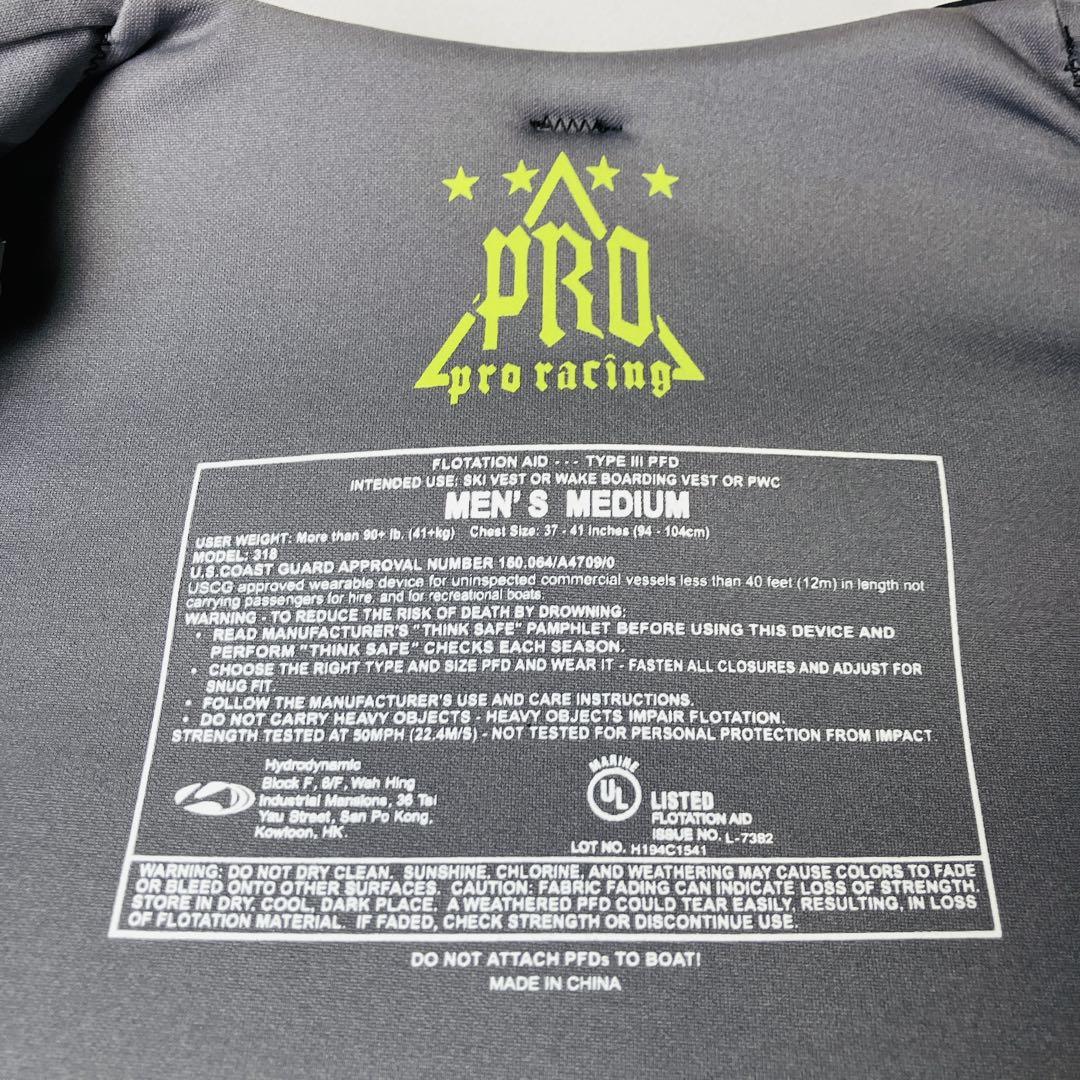 PRO
pro racing
FLOTATION AID - - - TYPE III PFD
INTENDED USE: SKI VEST OR WAKE BOARDING VEST OR PWC
MEN'S MEDIUM
USER WEIGHT: More than 90+ lb. (41+kg) Chest Size: 37 - 41 inches (94 - 104cm)
MODEL: 318
U.S.COAST GUARD APPROVAL NUMBER 160.064/A4709/0
USCG approved wearable device for uninspected commercial vessels less than 40 feet (12m) in length not
carrying passengers for hire, and for recreational boats.
WARNING - TO REDUCE THE RISK OF DEATH BY DROWNING:
• READ MANUFACTURER'S "THINK SAFE" PAMPHLET BEFORE USING THIS DEVICE AND
PERFORM "THINK SAFE" CHECKS EACH SEASON.
• CHOOSE THE RIGHT TYPE AND SIZE PFD AND WEAR IT - FASTEN ALL CLOSURES AND ADJUST FOR
SNUG FIT.
• FOLLOW THE MANUFACTURER'S USE AND CARE INSTRUCTIONS.
• DO NOT CARRY HEAVY OBJECTS - HEAVY OBJECTS IMPAIR FLOTATION.
STRENGTH TESTED AT 50MPH (22.4M/S) - NOT TESTED FOR PERSONAL PROTECTION FROM IMPACT
Hydrodynamic
Block F, 6/F, Wah Hing
Industrial Mansions, 36 Tai
Yau Street, San Po Kong,
Kowloon, HK.
MARINE
UL
LISTED
FLOTATION AID
ISSUE NO. L-7382
LOT NO. H194C1541
WARNING: DO NOT DRY CLEAN. SUNSHINE, CHLORINE, AND WEATHERING MAY CAUSE COLORS TO FADE
OR BLEED ONTO OTHER SURFACES. CAUTION: FABRIC FADING CAN INDICATE LOSS OF STRENGTH.
STORE IN DRY, COOL, DARK PLACE. A WEATHERED PFD COULD TEAR EASILY, RESULTING, IN LOSS
OF FLOTATION MATERIAL. IF FADED, CHECK STRENGTH OR DISCONTINUE USE.
DO NOT ATTACH PFDs TO BOAT!
MADE IN CHINA